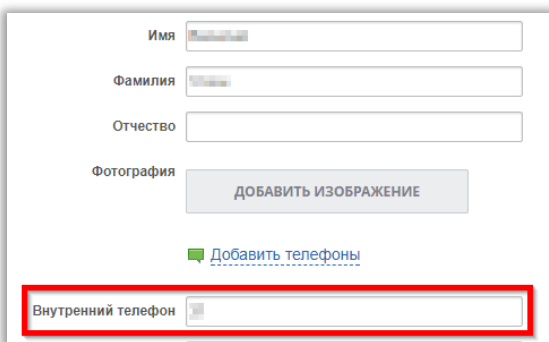 Имя
Фамилия
Отчество
Фотография
ДОБАВИТЬ ИЗОБРАЖЕНИЕ
Добавить телефоны
Внутренний телефон